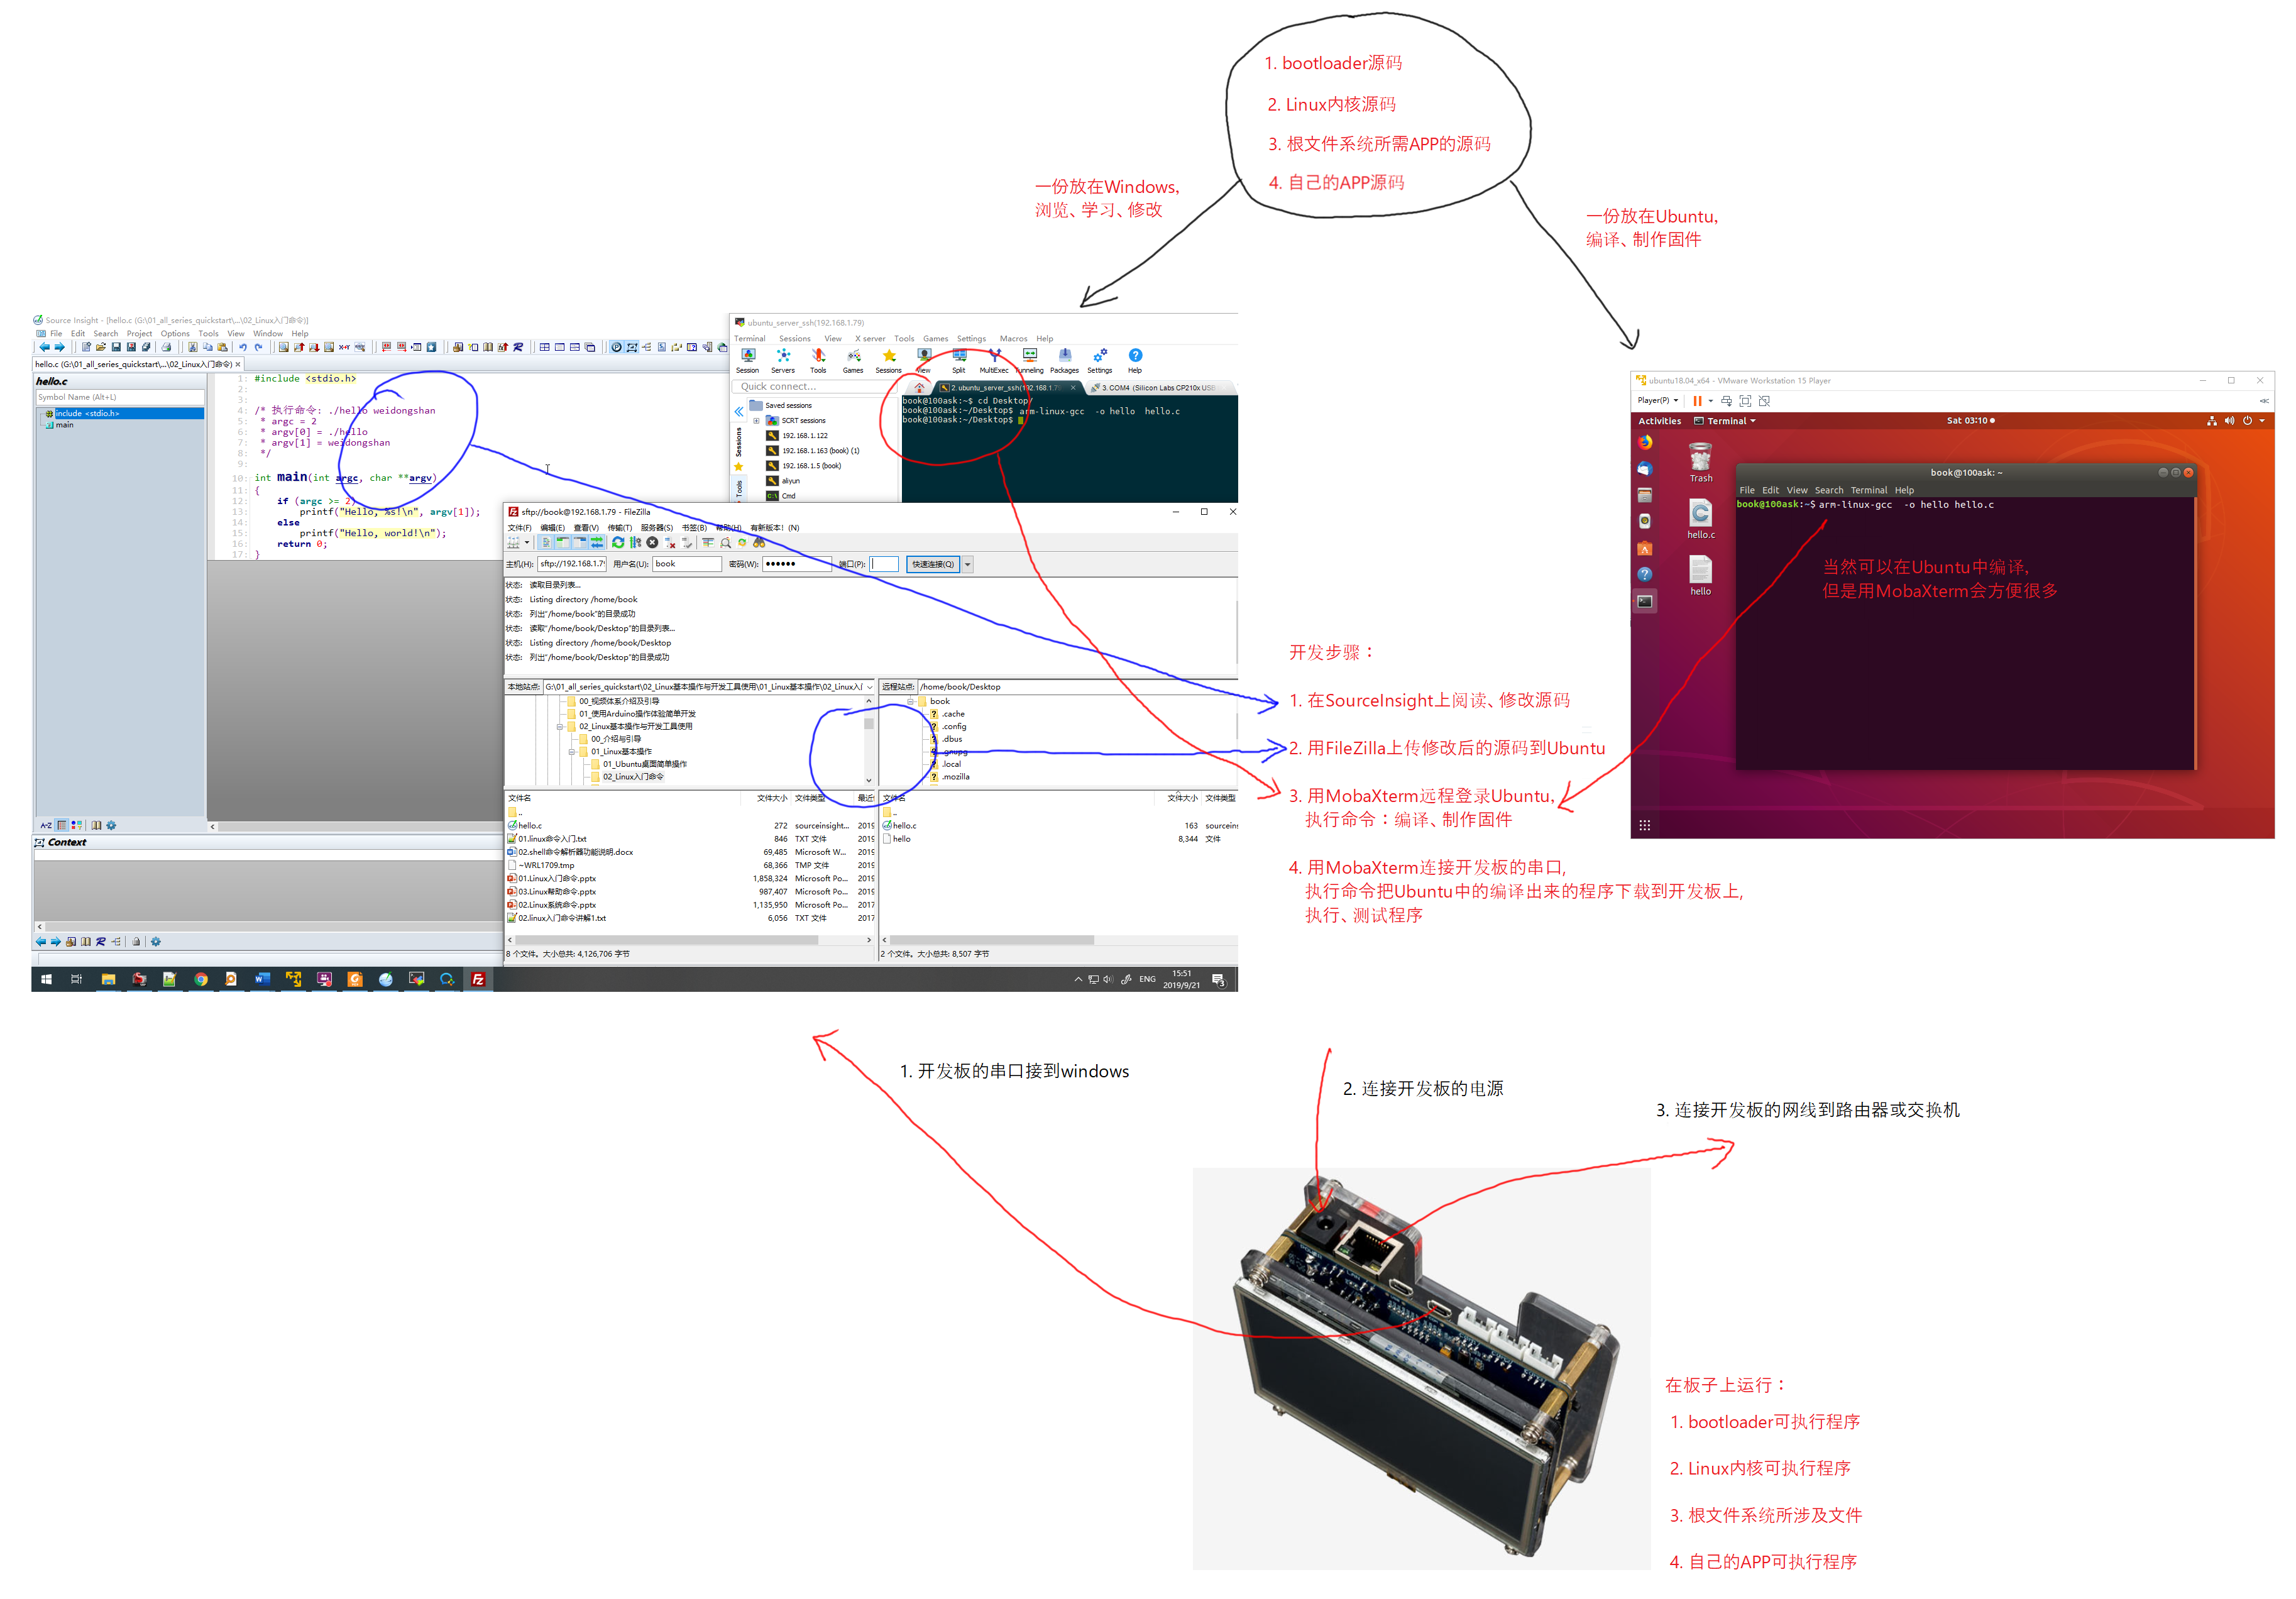 1. bootloader源码
2. Linux内核源码
3. 根文件系统所需APP的源码
4. 自己的APP源码
一份放在Windows,
浏览、学习、修改
一份放在Ubuntu,
编译、制作固件
Source Insight - [hello.c (G:\01_all_series_quickstart\...\02_Linux入门命令)]
File Edit Search Project Options Tools View Window Help
hello.c (G:\01_all_series_quickstart\...\02_Linux入门命令)
hello.c
Symbol Name (Alt+L)
include <stdio.h>
main
1: #include <stdio.h>
2:
3:
4: /* 执行命令: ./hello weidongshan
5: * argc = 2
6: * argv[0] = ./hello
7: * argv[1] = weidongshan
8: */
9:
10: int main(int argc, char **argv)
11: {
12: if (argc >= 2)
13: printf("Hello, %s!\n", argv[1]);
14: else
15: printf("Hello, world!\n");
16: return 0;
17: }
Context
ubuntu_server_ssh(192.168.1.79)
Terminal Sessions View X server Tools Games Settings Macros Help
Session Servers Tools Games Sessions View Split MultiExec Tunneling Packages Settings Help
Quick connect...
2. ubuntu_server_ssh(192.168.1.79
3. COM4 (Silicon Labs CP210x USB
Sessions
Tools
Saved sessions
SCRT sessions
192.168.1.122
192.168.1.163 (book) (1)
192.168.1.5 (book)
aliyun
Cmd
book@100ask:~$ cd Desktop/
book@100ask:~/Desktop$ arm-linux-gcc -o hello hello.c
book@100ask:~/Desktop$
sftp://book@192.168.1.79 - FileZilla
文件(F) 编辑(E) 查看(V) 传输(T) 服务器(S) 书签(B) 帮助(H) 有新版本! (N)
主机(H): sftp://192.168.1.79 用户名(U): book 密码(W): ●●●●●● 端口(P): 快速连接(Q)
状态: 读取目录列表...
状态: Listing directory /home/book
状态: 列出"/home/book"的目录成功
状态: 读取"/home/book/Desktop"的目录列表...
状态: Listing directory /home/book/Desktop
状态: 列出"/home/book/Desktop"的目录成功
本地站点: G:\01_all_series_quickstart\02_Linux基本操作与开发工具使用\01_Linux基本操作\02_Linux入门
00_视频体系介绍及引导
01_使用Arduino操作体验简单开发
02_Linux基本操作与开发工具使用
00_介绍与引导
01_Linux基本操作
01_Ubuntu桌面简单操作
02_Linux入门命令
远程站点: /home/book/Desktop
book
.cache
.config
.dbus
.gnupg
.local
.mozilla
文件名 文件大小 文件类型 最近
..
hello.c 272 sourceinsight... 2019
01.linux命令入门.txt 846 TXT 文件 2019
02.shell命令解析器功能说明.docx 69,485 Microsoft W... 2019
~WRL1709.tmp 68,366 TMP 文件 2019
01.Linux入门命令.pptx 1,858,324 Microsoft Po... 2019
03.Linux帮助命令.pptx 987,407 Microsoft Po... 2019
02.Linux系统命令.pptx 1,135,950 Microsoft Po... 2017
02.linux入门命令讲解1.txt 6,056 TXT 文件 2017
8 个文件。大小总共: 4,126,706 字节
文件名 文件大小 文件类型
..
hello.c 163 sourceins
hello 8,344 文件
2 个文件。大小总共: 8,507 字节
ENG
15:51
2019/9/21
3
ubuntu18.04_x64 - VMware Workstation 15 Player
Player(P)
Activities Terminal Sat 03:10
Trash
hello.c
hello
book@100ask: ~
File Edit View Search Terminal Help
book@100ask:~$ arm-linux-gcc -o hello hello.c
当然可以在Ubuntu中编译,
但是用MobaXterm会方便很多
开发步骤：
1. 在SourceInsight上阅读、修改源码
2. 用FileZilla上传修改后的源码到Ubuntu
3. 用MobaXterm远程登录Ubuntu,
执行命令：编译、制作固件
4. 用MobaXterm连接开发板的串口,
执行命令把Ubuntu中的编译出来的程序下载到开发板上,
执行、测试程序
1. 开发板的串口接到windows
2. 连接开发板的电源
3. 连接开发板的网线到路由器或交换机
在板子上运行：
1. bootloader可执行程序
2. Linux内核可执行程序
3. 根文件系统所涉及文件
4. 自己的APP可执行程序